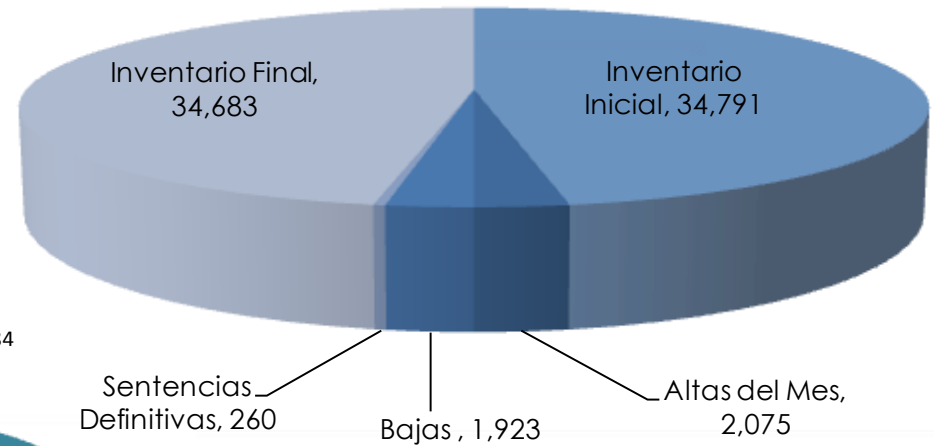 Inventario Final,
34,683
Inventario
Inicial, 34,791
Sentencias
Definitivas, 260
Bajas , 1,923
Altas del Mes,
2,075